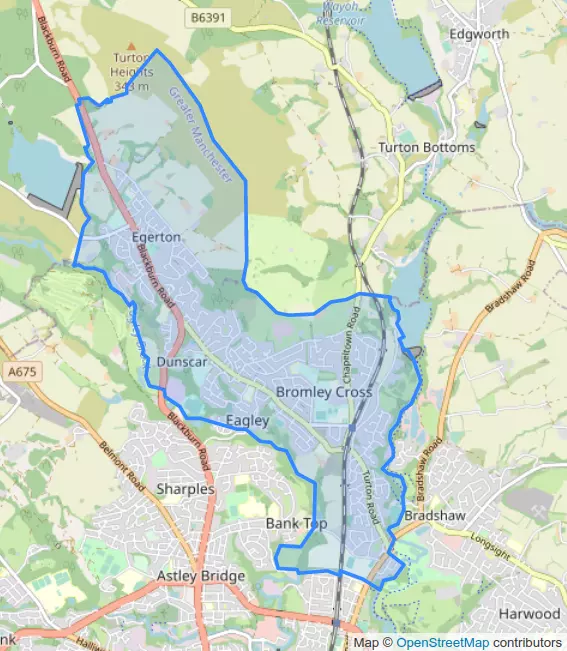 B6391
Wayoh
Reservoir
Edgworth
Blackburn Road
Turton
Heights
343 m
Greater Manchester
Turton Bottoms
Egerton
Blackburn Road
Bradshaw Road
Chapeltown Road
Dunscar
A675
Bromley Cross
Eagley
Blackburn Road
Belmont Road
Bradshaw Road
Sharples
Turton Road
Bank Top
Bradshaw
Longsight
Astley Bridge
Harwood
Map © OpenStreetMap contributors